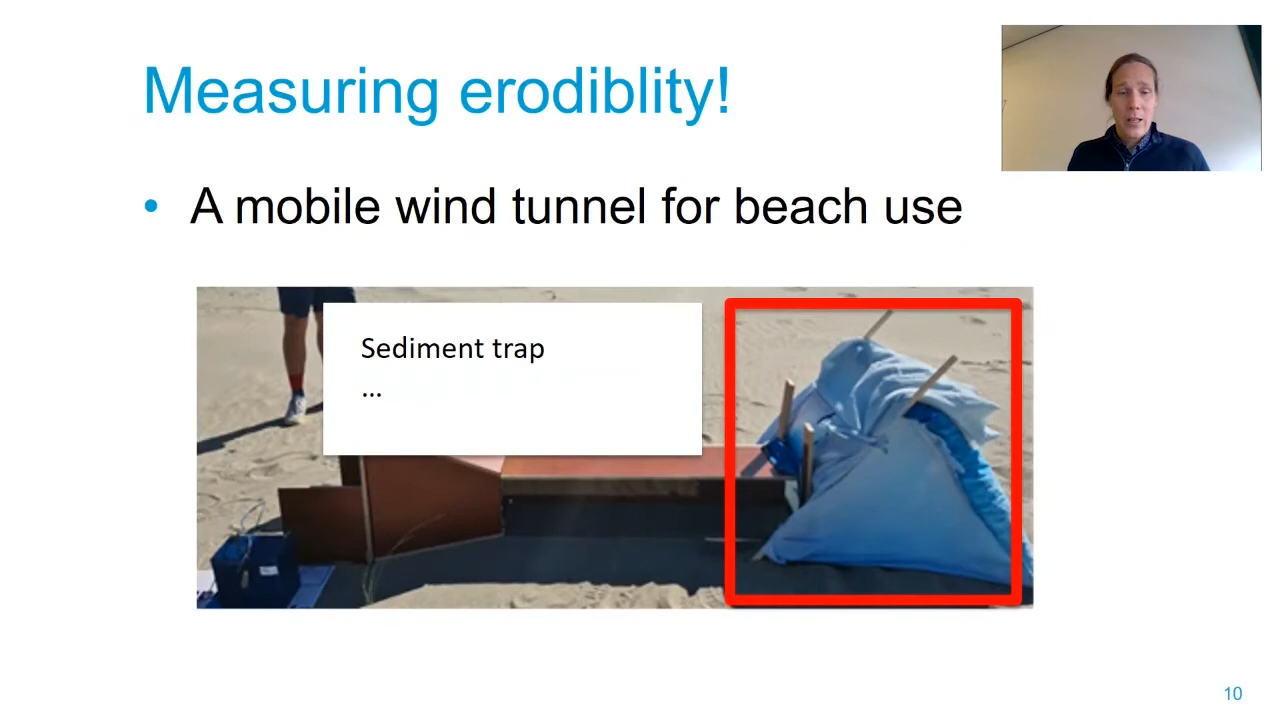 Measuring erodiblity!
• A mobile wind tunnel for beach use
Sediment trap
...
10